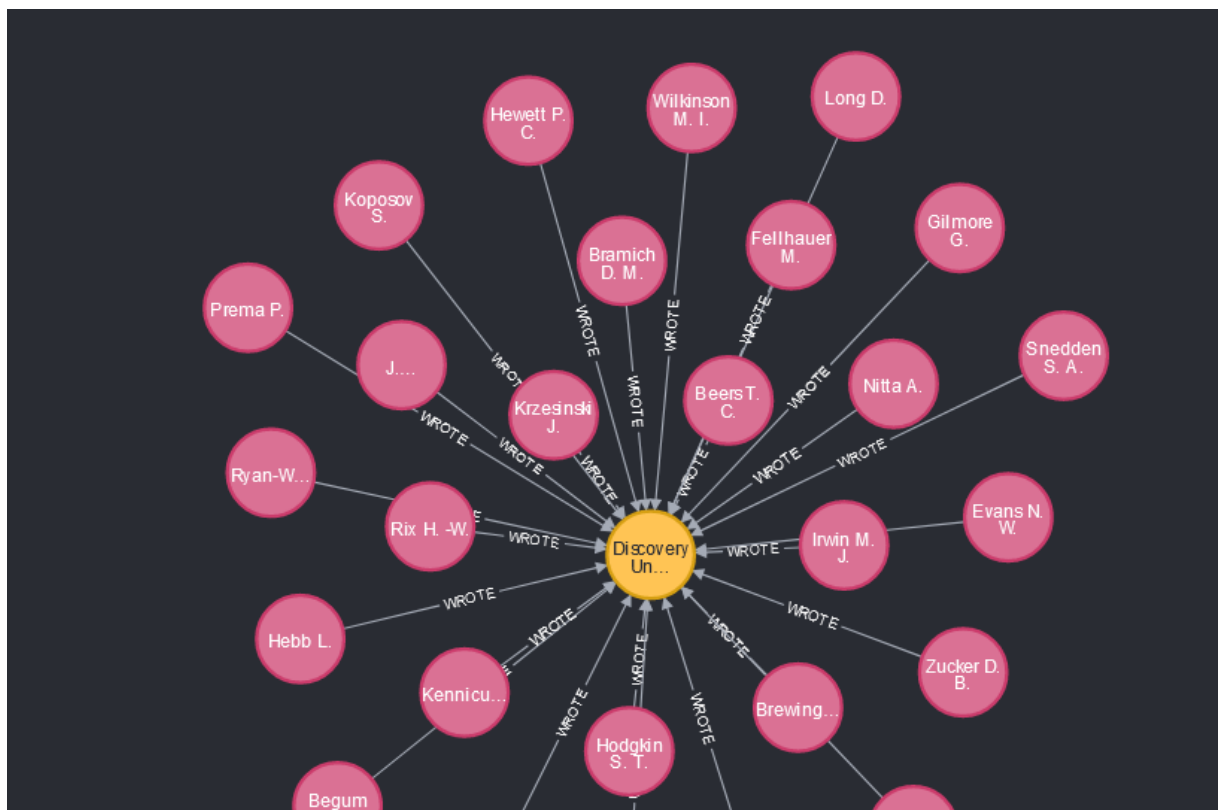 Long D.
Wilkinson
M. I.
Hewett P.
C.
Koposov
S.
Gilmore
G.
Fellhauer
M.
Bramich
D. M.
Prema P.
WROTE
WROTE
WROTE
WROTE
Snedden
S. A.
J....
WROTE
WROTE
Nitta A.
Krzesinski
J.
Beers T.
C.
WROTE
WROTE
WROTE
WROTE
WROTE
Ryan-W...
WROTE
WROTE
Evans N.
W.
Rix H. -W.
WROTE
Discovery
Un...
WROTE
Irwin M.
J.
WROTE
WROTE
Hebb L.
WROTE
WROTE
WROTE
Zucker D.
B.
Kennicu...
Brewing...
WROTE
WROTE
Hodgkin
S. T.
Begum